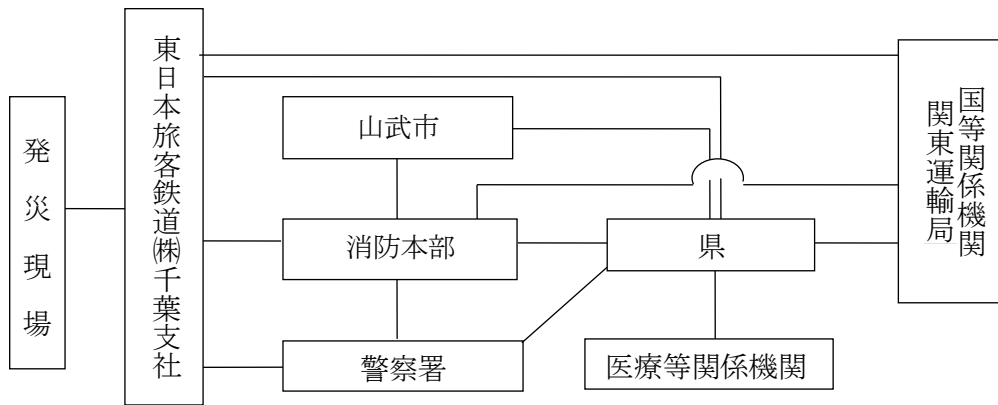 発災現場
東日本旅客鉄道㈱千葉支社
山武市
消防本部
警察署
県
医療等関係機関
国等関係機関
関東運輸局